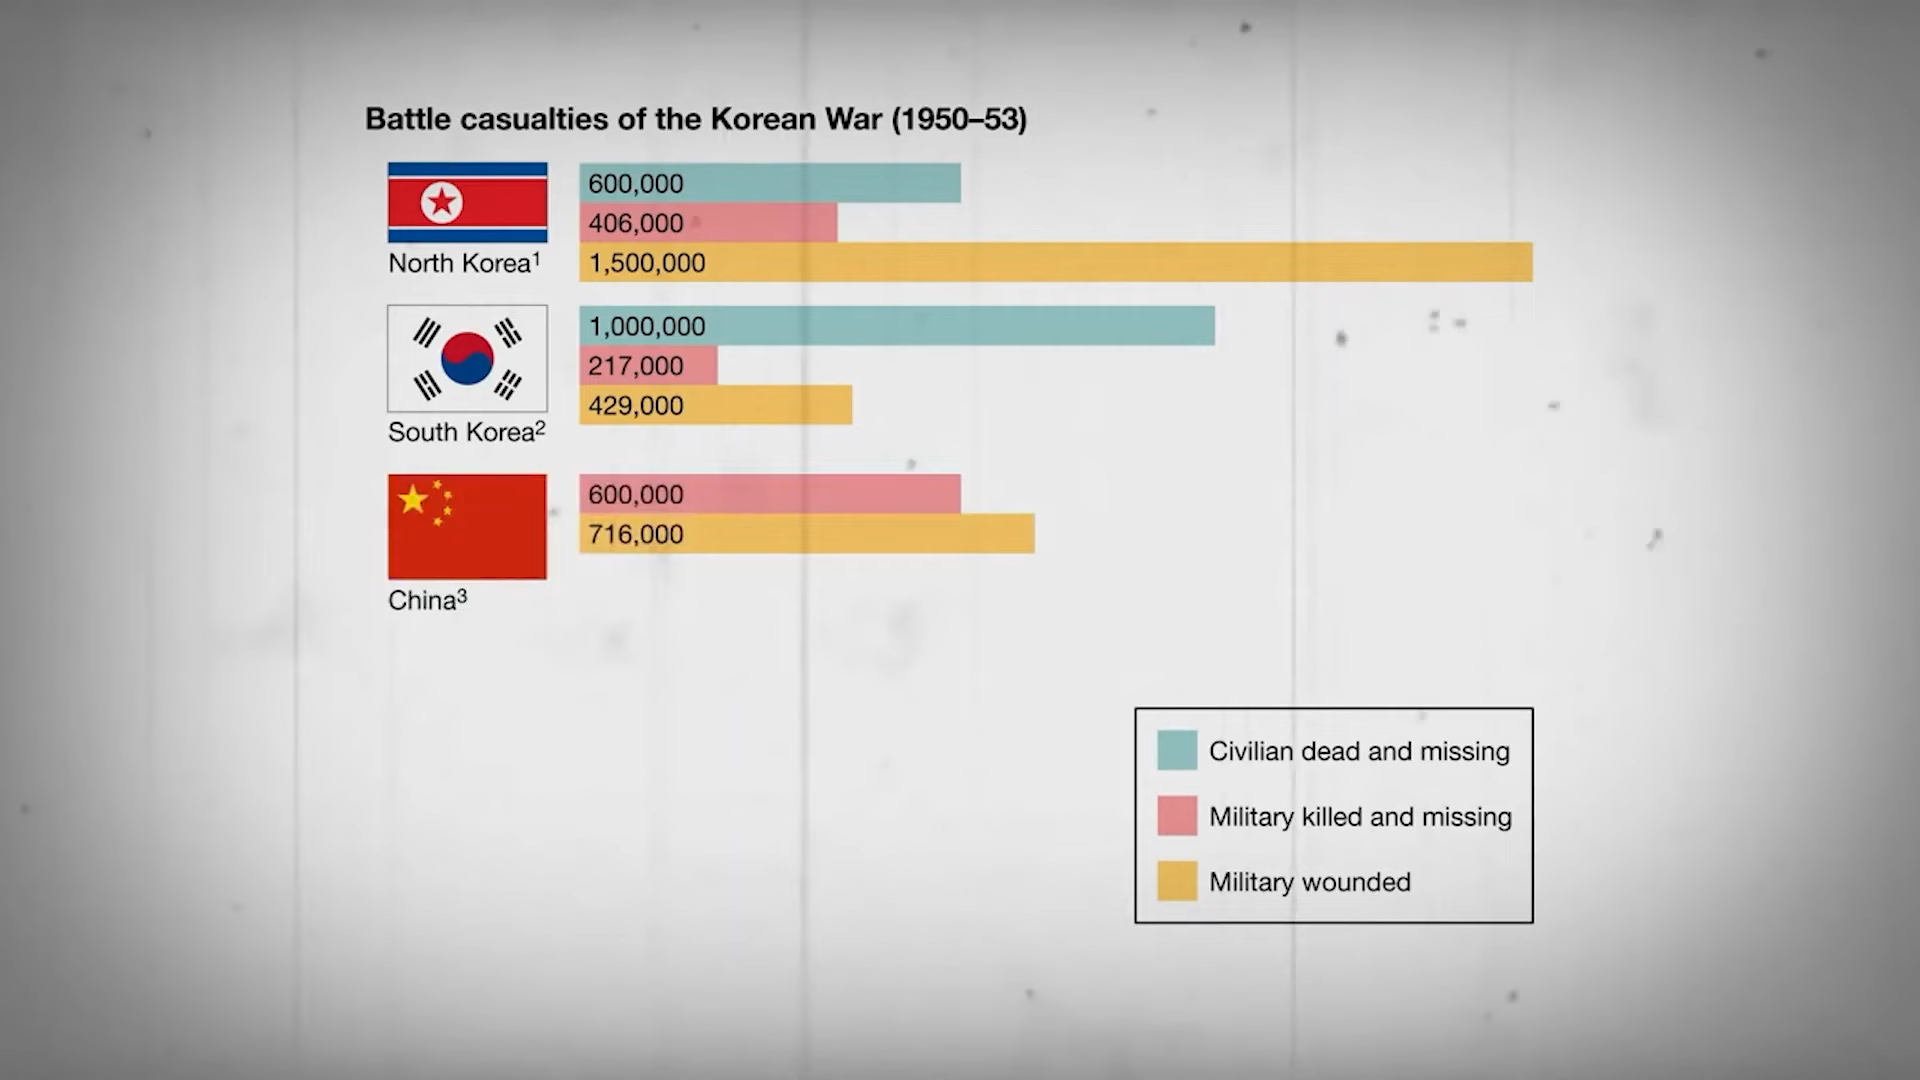 Battle casualties of the Korean War (1950–53)
600,000
406,000
1,500,000
North Korea¹
1,000,000
217,000
429,000
South Korea²
600,000
716,000
China³
Civilian dead and missing
Military killed and missing
Military wounded